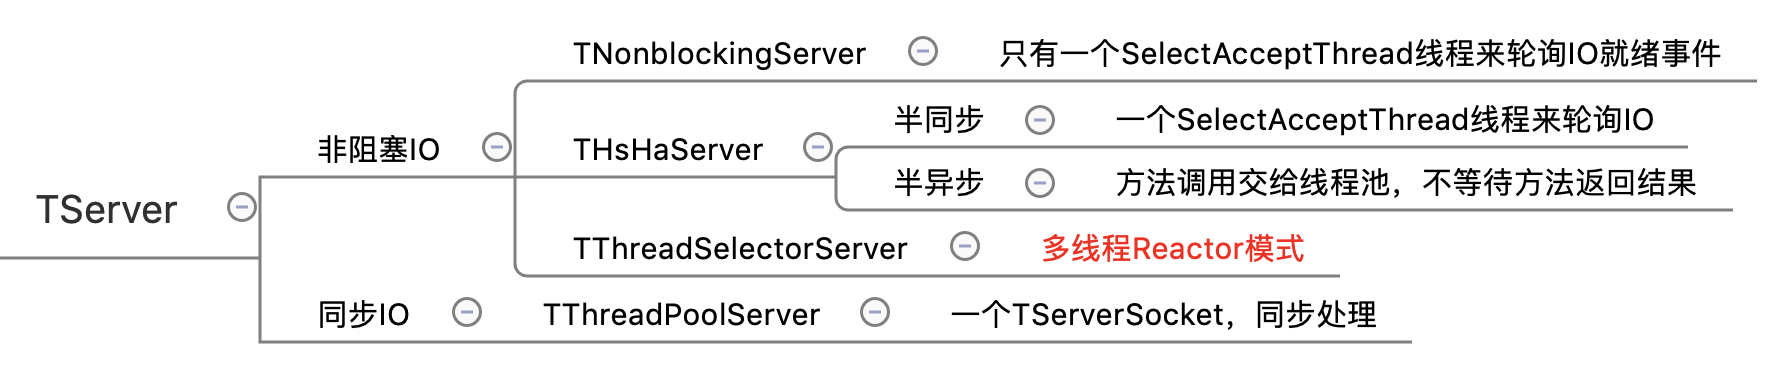 TNonblockingServer 只有一个SelectAcceptThread线程来轮询IO就绪事件
半同步 一个SelectAcceptThread线程来轮询IO
非阻塞IO THsHaServer
半异步 方法调用交给线程池，不等待方法返回结果
TServer
TThreadSelectorServer 多线程Reactor模式
同步IO TThreadPoolServer 一个TServerSocket，同步处理